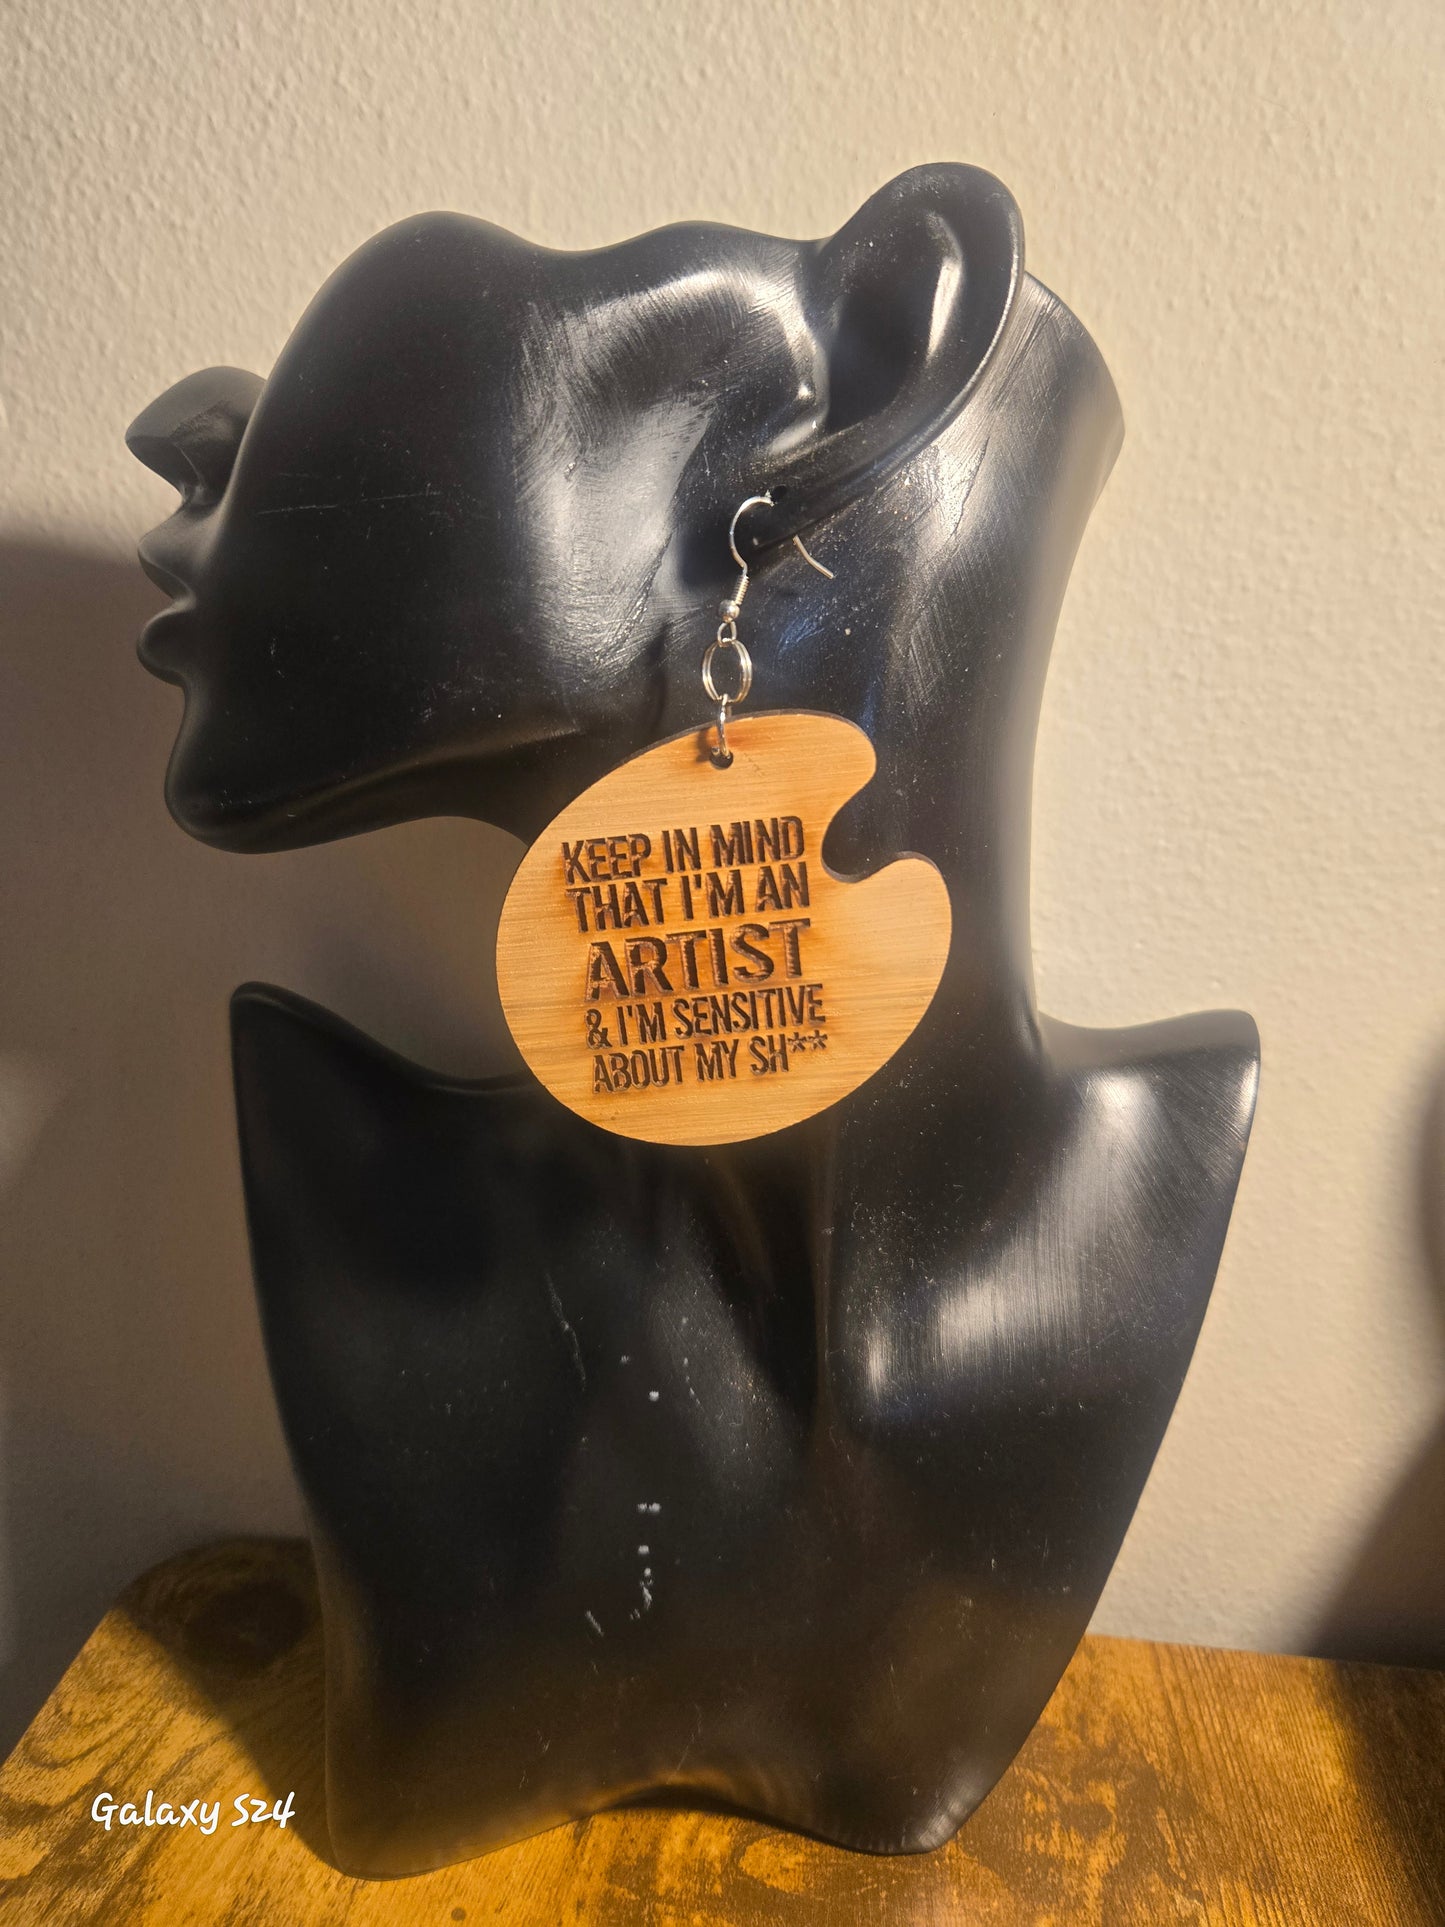 KEEP IN MIND
THAT I'M AN
ARTIST
& I'M SENSITIVE
ABOUT MY SH**
Galaxy S24